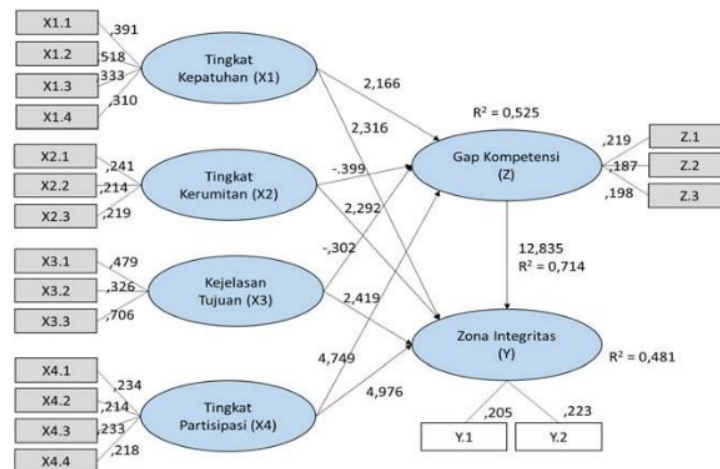 X1.1
X1.2
X1.3
X1.4
,391
,518
,333
,310
Tingkat
Kepatuhan (X1)
X2.1
X2.2
X2.3
,241
,214
,219
Tingkat
Kerumitan (X2)
X3.1
X3.2
X3.3
,479
,326
,706
Kejelasan
Tujuan (X3)
X4.1
X4.2
X4.3
X4.4
,234
,214
,233
,218
Tingkat
Partisipasi (X4)
2,166
2,316
-.399
2,292
-,302
2,419
4,749
4,976
R² = 0,525
Gap Kompetensi
(Z)
,219
,187
,198
Z.1
Z.2
Z.3
12,835
R² = 0,714
Zona Integritas
(Y)
R² = 0,481
,205
,223
Y.1
Y.2